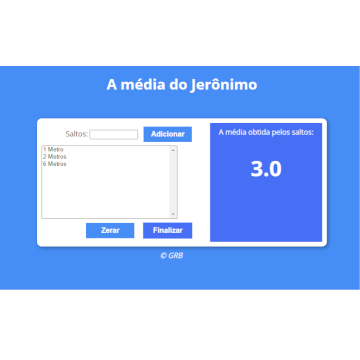 A média do Jerônimo
Saltos:
Adicionar
1 Metro
2 Metros
6 Metros
Zerar
Finalizar
A média obtida pelos saltos:
3.0
© GRB